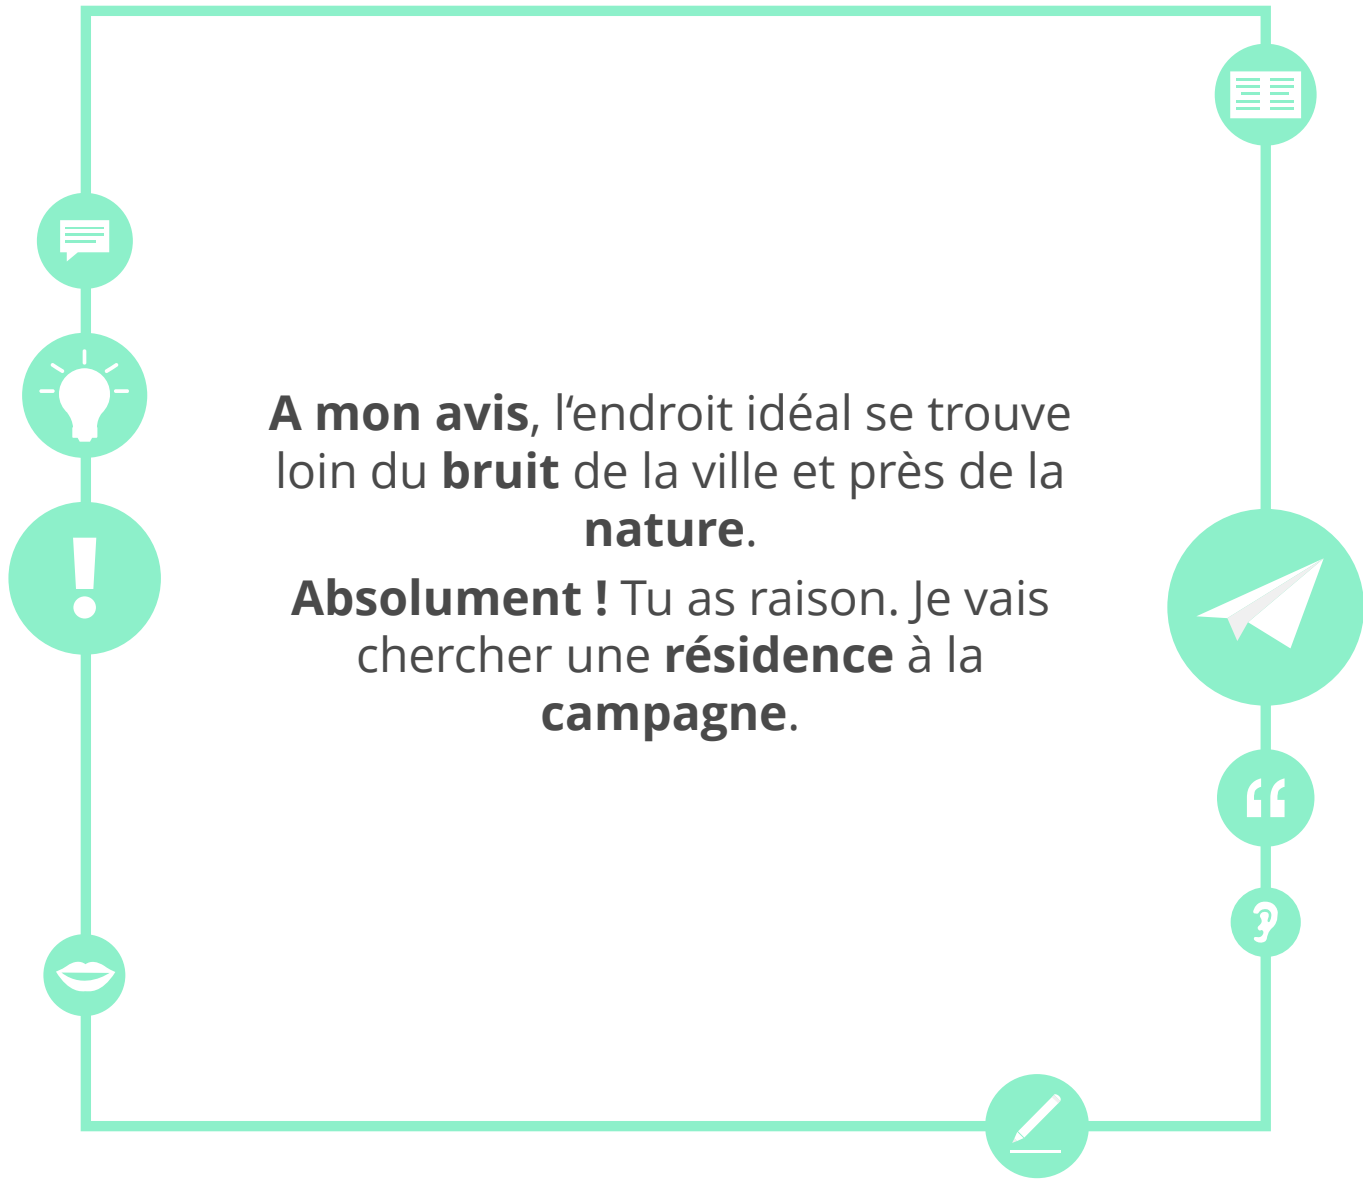 A mon avis, l‘endroit idéal se trouve
loin du bruit de la ville et près de la
nature.
Absolument ! Tu as raison. Je vais
chercher une résidence à la
campagne.